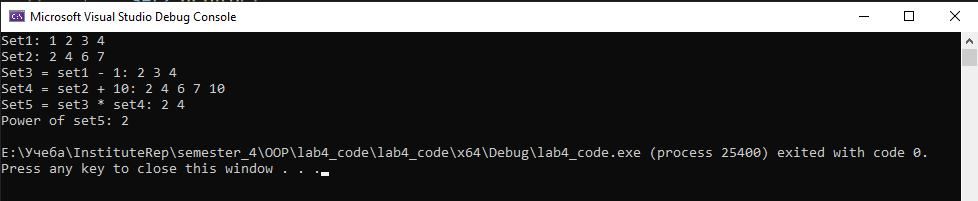 Microsoft Visual Studio Debug Console
Set1: 1 2 3 4
Set2: 2 4 6 7
Set3 = set1 - 1: 2 3 4
Set4 = set2 + 10: 2 4 6 7 10
Set5 = set3 * set4: 2 4
Power of set5: 2
E:\Учеба\InstituteRep\semester_4\OOP\lab4_code\lab4_code\x64\Debug\lab4_code.exe (process 25400) exited with code 0.
Press any key to close this window . . .